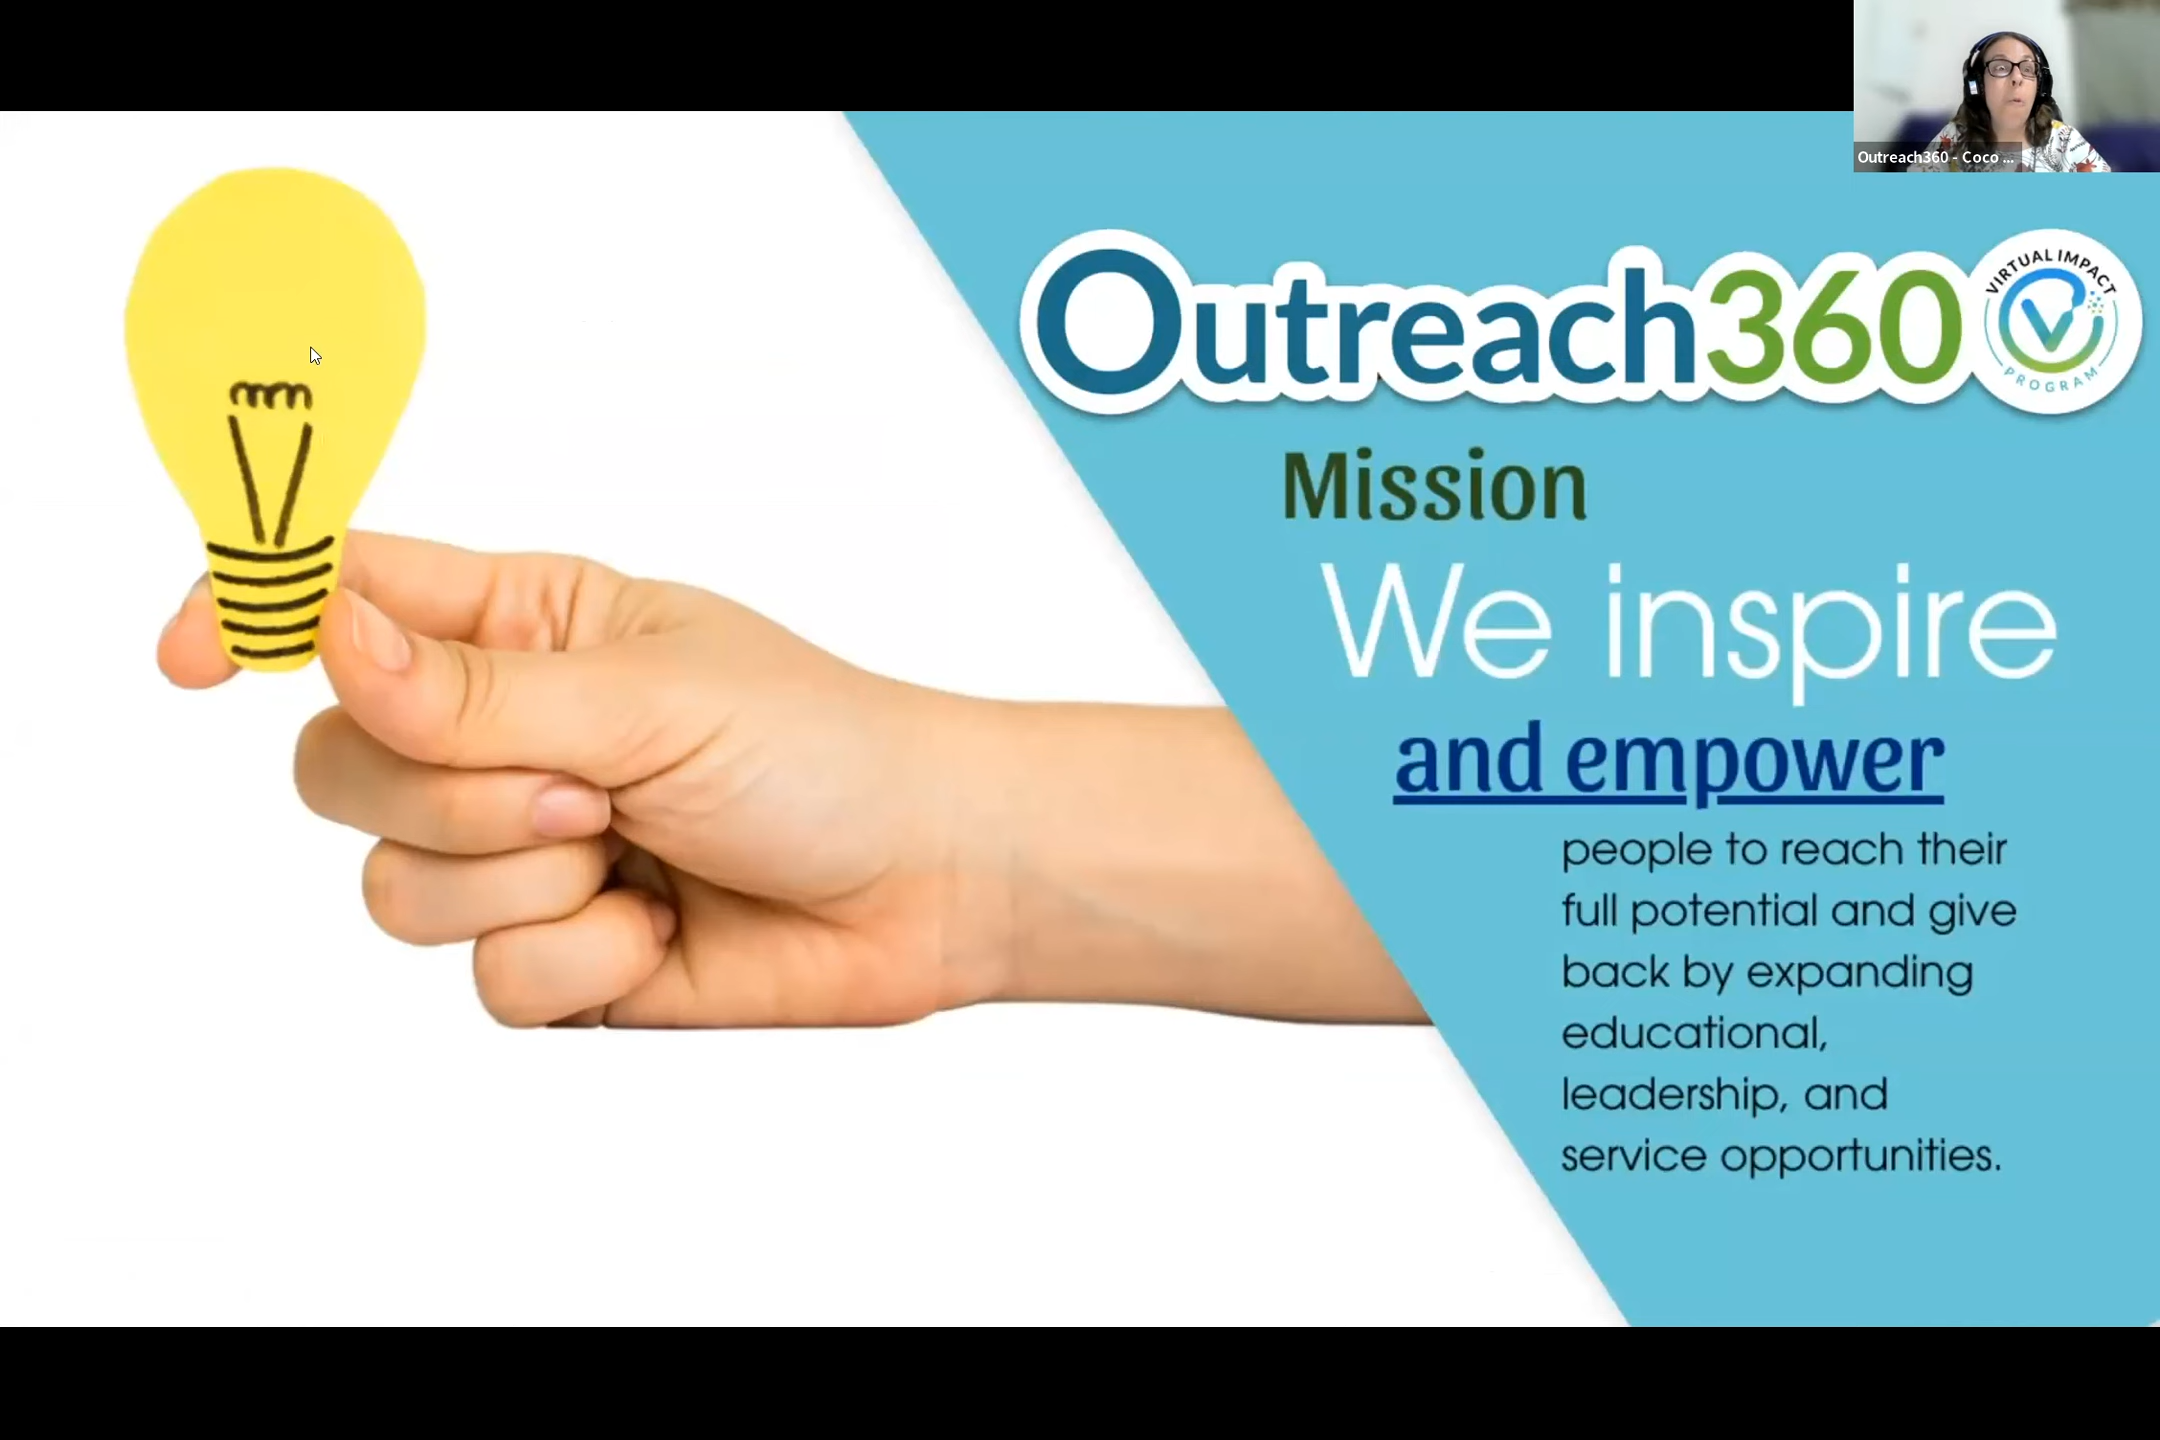 Outreach360 - Coco ...
Outreach360
VIRTUAL IMPACT
PROGRAM
Mission
We inspire
and empower
people to reach their
full potential and give
back by expanding
educational,
leadership, and
service opportunities.